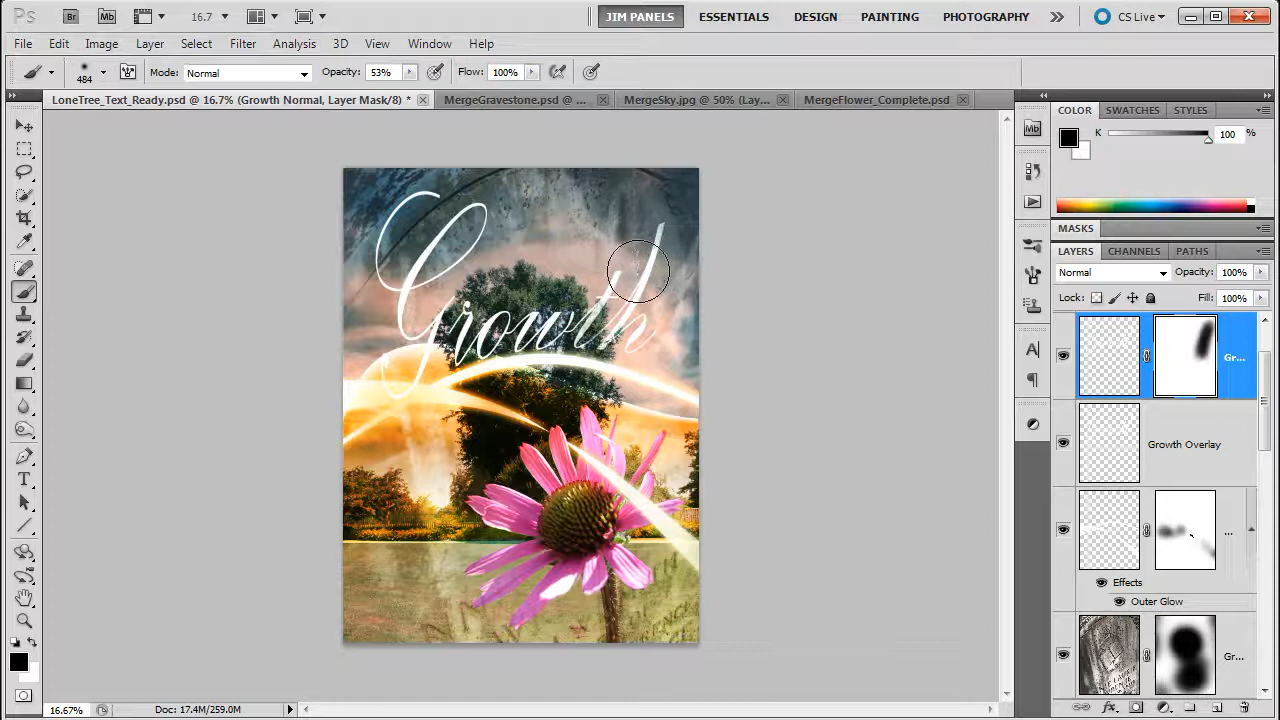 Ps Br Mb 16.7 JIM PANELS ESSENTIALS DESIGN PAINTING PHOTOGRAPHY CS Live
File Edit Image Layer Select Filter Analysis 3D View Window Help
484 Mode: Normal Opacity: 53% Flow: 100%
LoneTree_Text_Ready.psd @ 16.7% (Growth Normal, Layer Mask/8) * MergeGravestone.psd @ ... MergeSky.jpg @ 50% (Lay... MergeFlower_Complete.psd
COLOR SWATCHES STYLES
Mb
K 100 %
MASKS
LAYERS CHANNELS PATHS
Normal Opacity: 100%
Lock: Fill: 100%
Growth
Gr...
Growth Overlay
...
Effects
Outer Glow
Gr...
16.67% Doc: 17.4M/259.0M